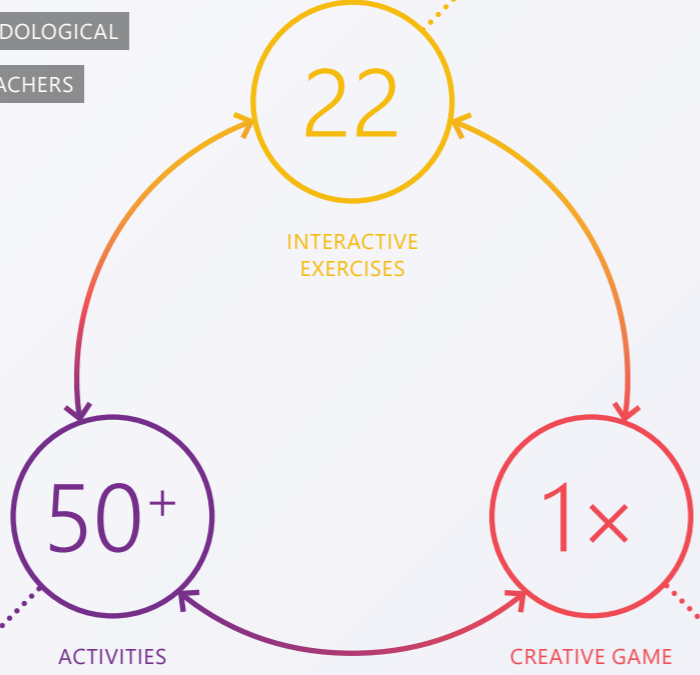 DOLOGICAL
ACHERS
22
INTERACTIVE
EXERCISES
50+
ACTIVITIES
1×
CREATIVE GAME